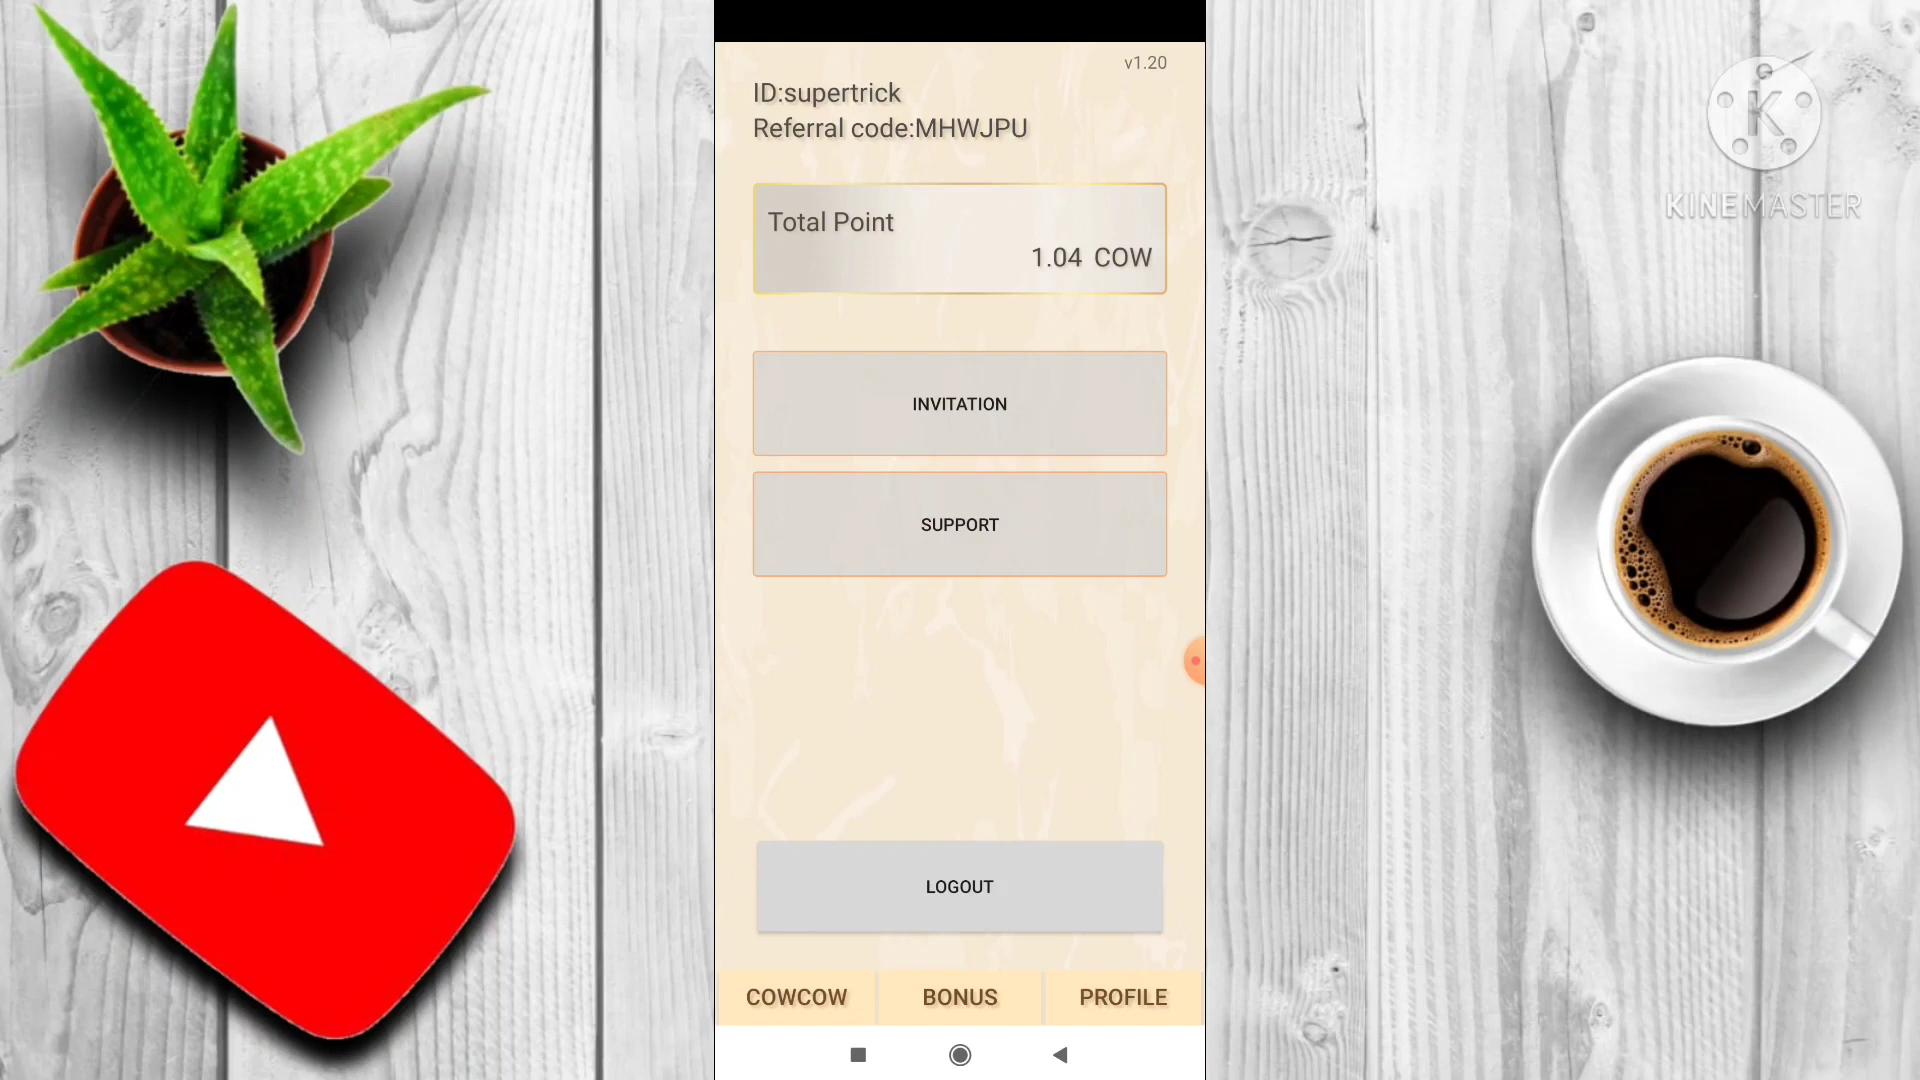 v1.20
ID:supertrick
Referral code:MHWJPU
Total Point
1.04 COW
INVITATION
SUPPORT
LOGOUT
COWCOW
BONUS
PROFILE
K
KINEMASTER